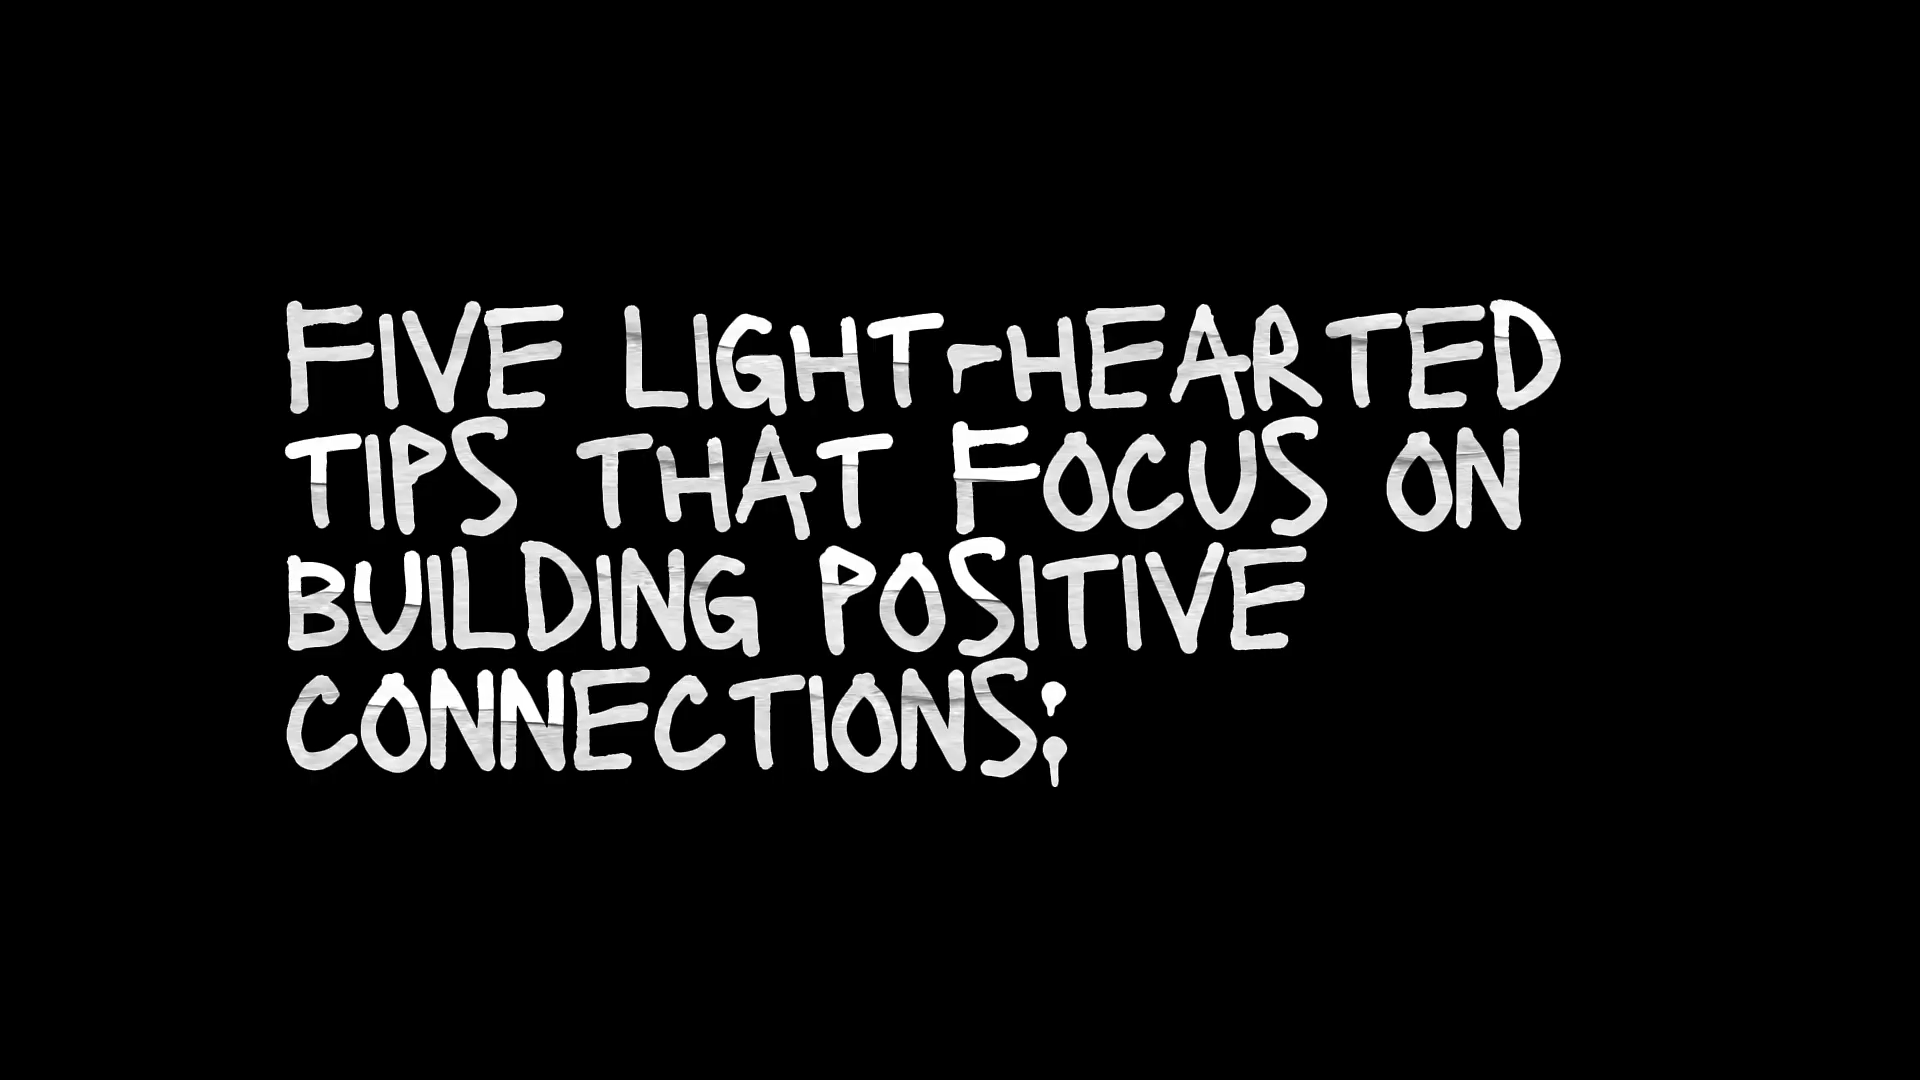 FIVE LIGHT-HEARTED
TIPS THAT FOCUS ON
BUILDING POSITIVE
CONNECTIONS;